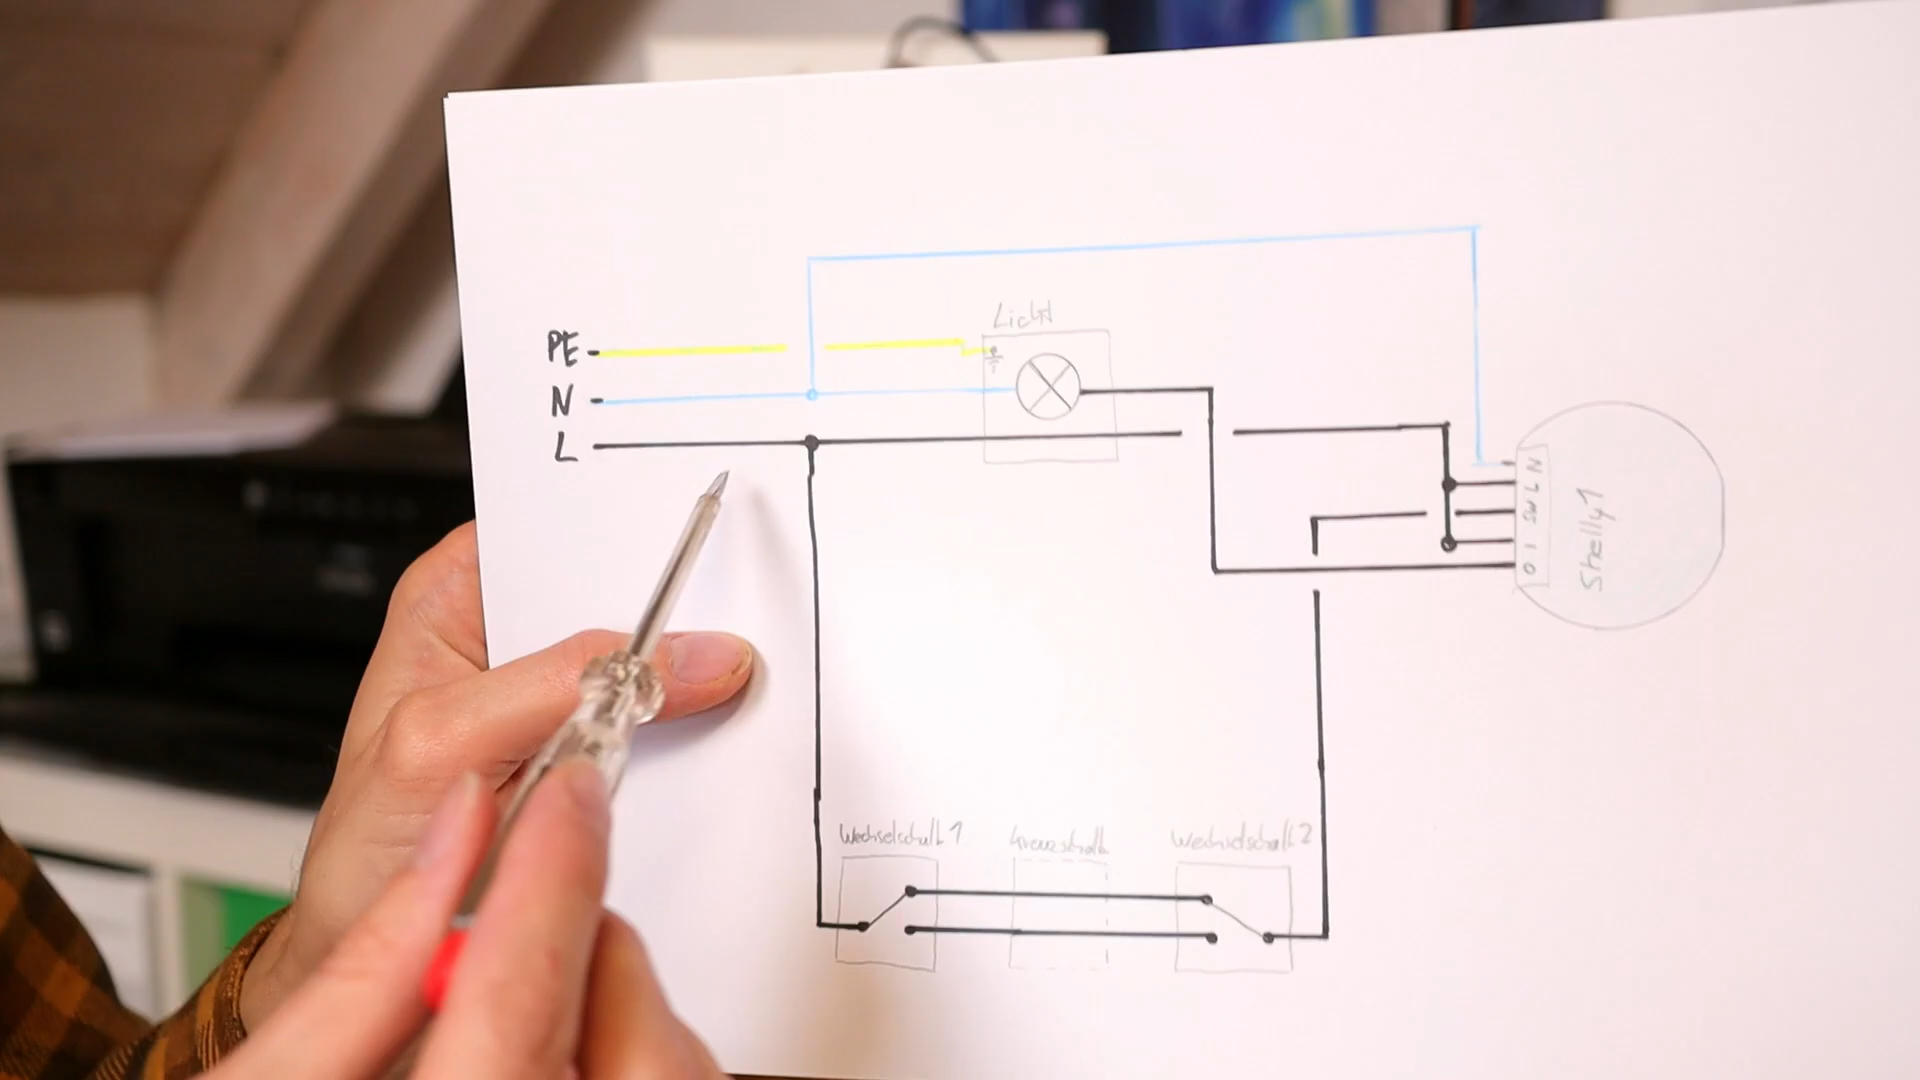 Licht
PE
N
L
N
L
SW
I
O
Shelly1
Wechselschalt 1
Kreuzschalt
Wechselschalt 2